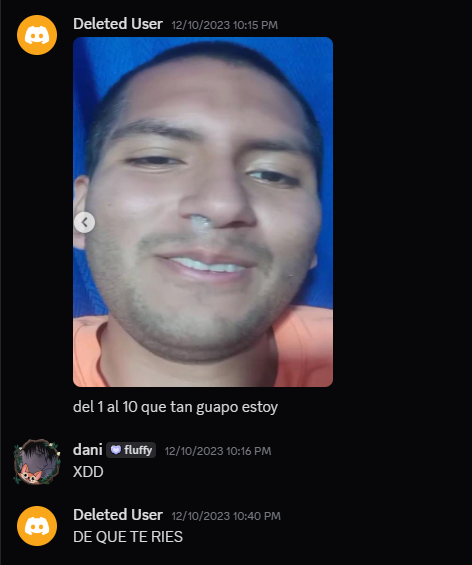 Deleted User 12/10/2023 10:15 PM
del 1 al 10 que tan guapo estoy
dani fluffy 12/10/2023 10:16 PM
XDD
Deleted User 12/10/2023 10:40 PM
DE QUE TE RIES